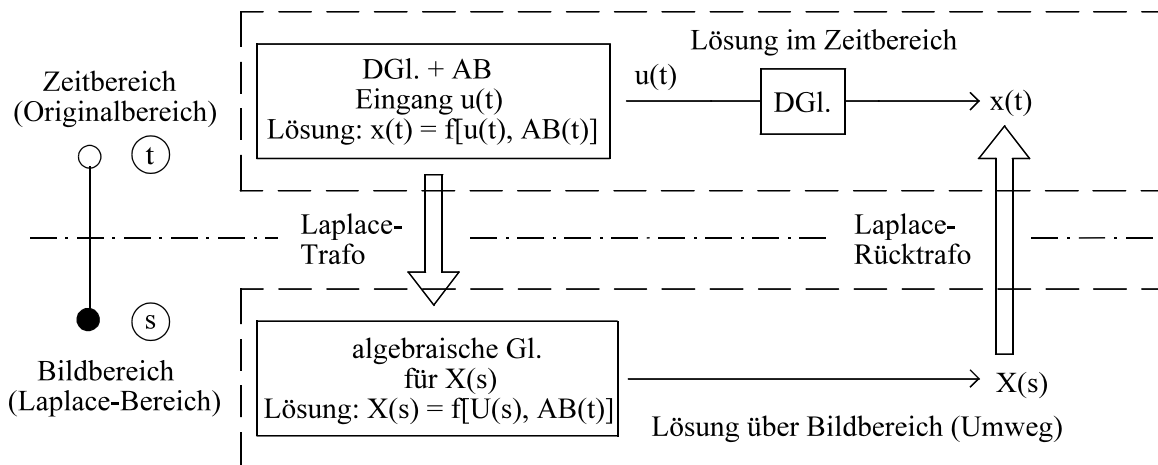 Zeitbereich
(Originalbereich)
t
DGl. + AB
Eingang u(t)
Lösung: x(t) = f[u(t), AB(t)]
Lösung im Zeitbereich
u(t)
DGl.
x(t)
Laplace-
Trafo
Laplace-
Rücktrafo
s
Bildbereich
(Laplace-Bereich)
algebraische Gl.
für X(s)
Lösung: X(s) = f[U(s), AB(t)]
X(s)
Lösung über Bildbereich (Umweg)